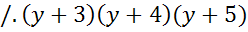 /. (y + 3)(y + 4)(y + 5)